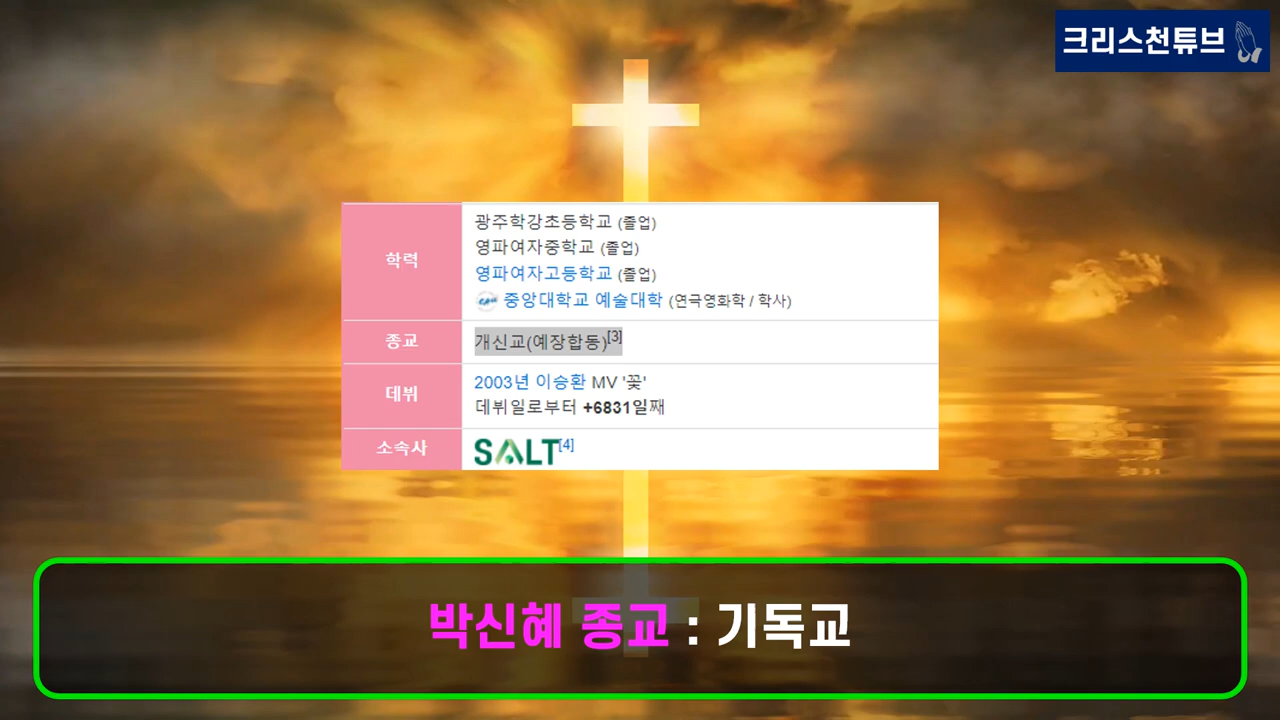 크리스천튜브
학력
광주학강초등학교 (졸업)
영파여자중학교 (졸업)
영파여자고등학교 (졸업)
중앙대학교 예술대학 (연극영화학 / 학사)
종교
개신교(예장합동)[3]
데뷔
2003년 이승환 MV '꽃'
데뷔일로부터 +6831일째
소속사
SALT[4]
박신혜 종교 : 기독교